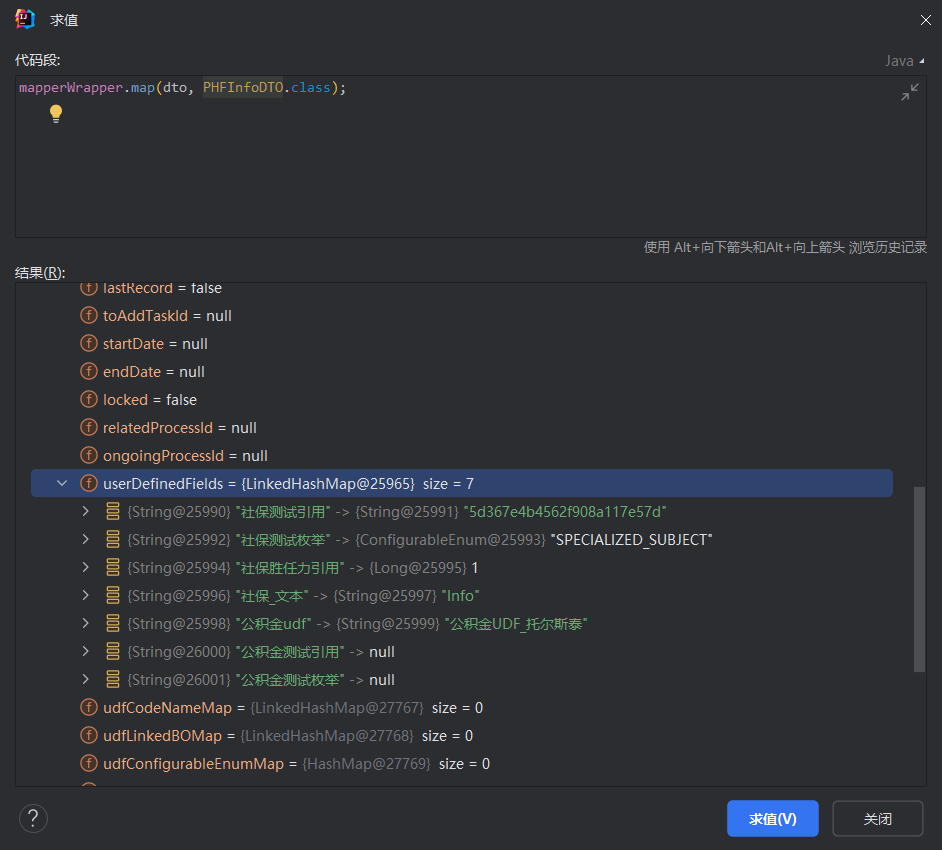 求值
代码段:
Java
mapperWrapper.map(dto, PHFInfoDTO.class);
使用 Alt+向下箭头和Alt+向上箭头 浏览历史记录
结果(R):
lastRecord = false
toAddTaskId = null
startDate = null
endDate = null
locked = false
relatedProcessId = null
ongoingProcessId = null
userDefinedFields = {LinkedHashMap@25965} size = 7
{String@25990} "社保测试引用" -> {String@25991} "5d367e4b4562f908a117e57d"
{String@25992} "社保测试枚举" -> {ConfigurableEnum@25993} "SPECIALIZED_SUBJECT"
{String@25994} "社保胜任力引用" -> {Long@25995} 1
{String@25996} "社保_文本" -> {String@25997} "Info"
{String@25998} "公积金udf" -> {String@25999} "公积金UDF_托尔斯泰"
{String@26000} "公积金测试引用" -> null
{String@26001} "公积金测试枚举" -> null
udfCodeNameMap = {LinkedHashMap@27767} size = 0
udfLinkedBOMap = {LinkedHashMap@27768} size = 0
udfConfigurableEnumMap = {HashMap@27769} size = 0
?
求值(V)
关闭